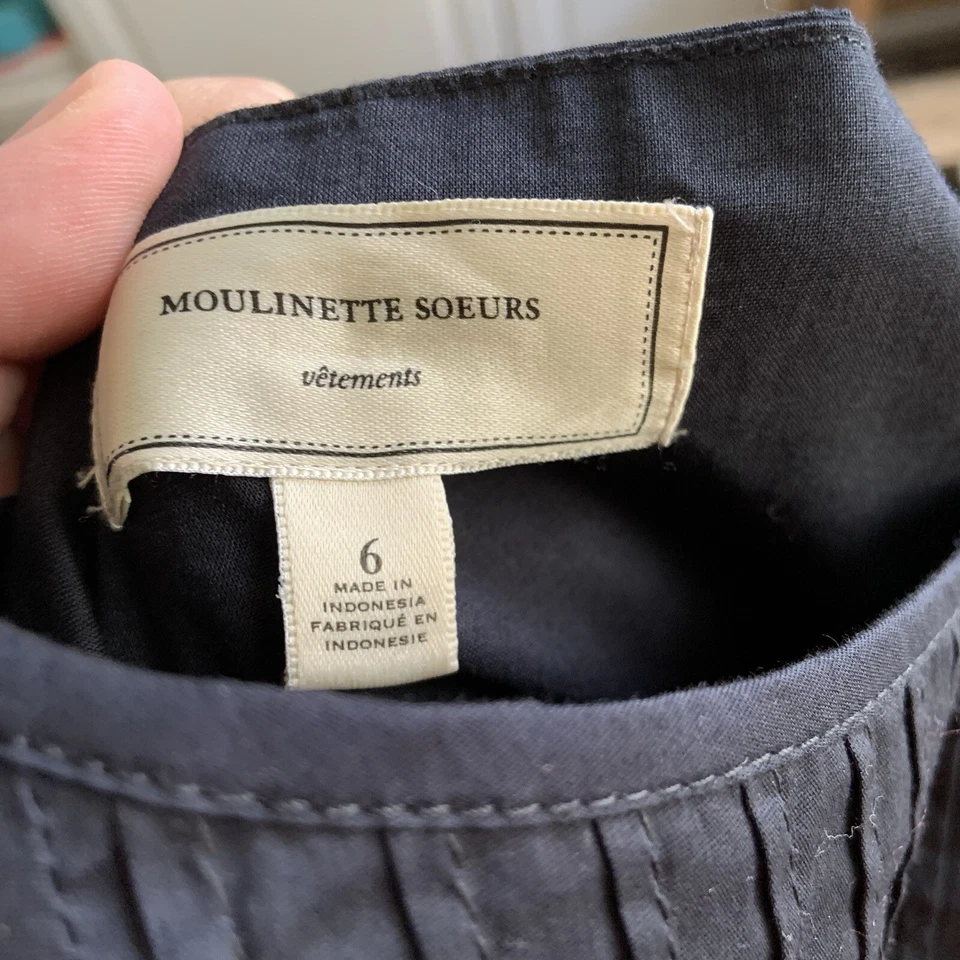 MOULINETTE SOEURS
vêtements
6
MADE IN
INDONESIA
FABRIQUÉ EN
INDONESIE